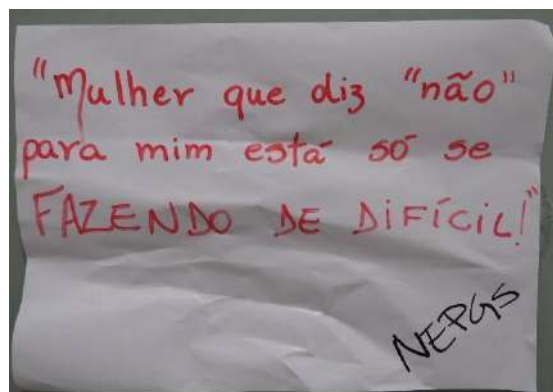 "Mulher que diz "não"
para mim está só se
FAZENDO DE DIFÍCIL!"
NEPGS